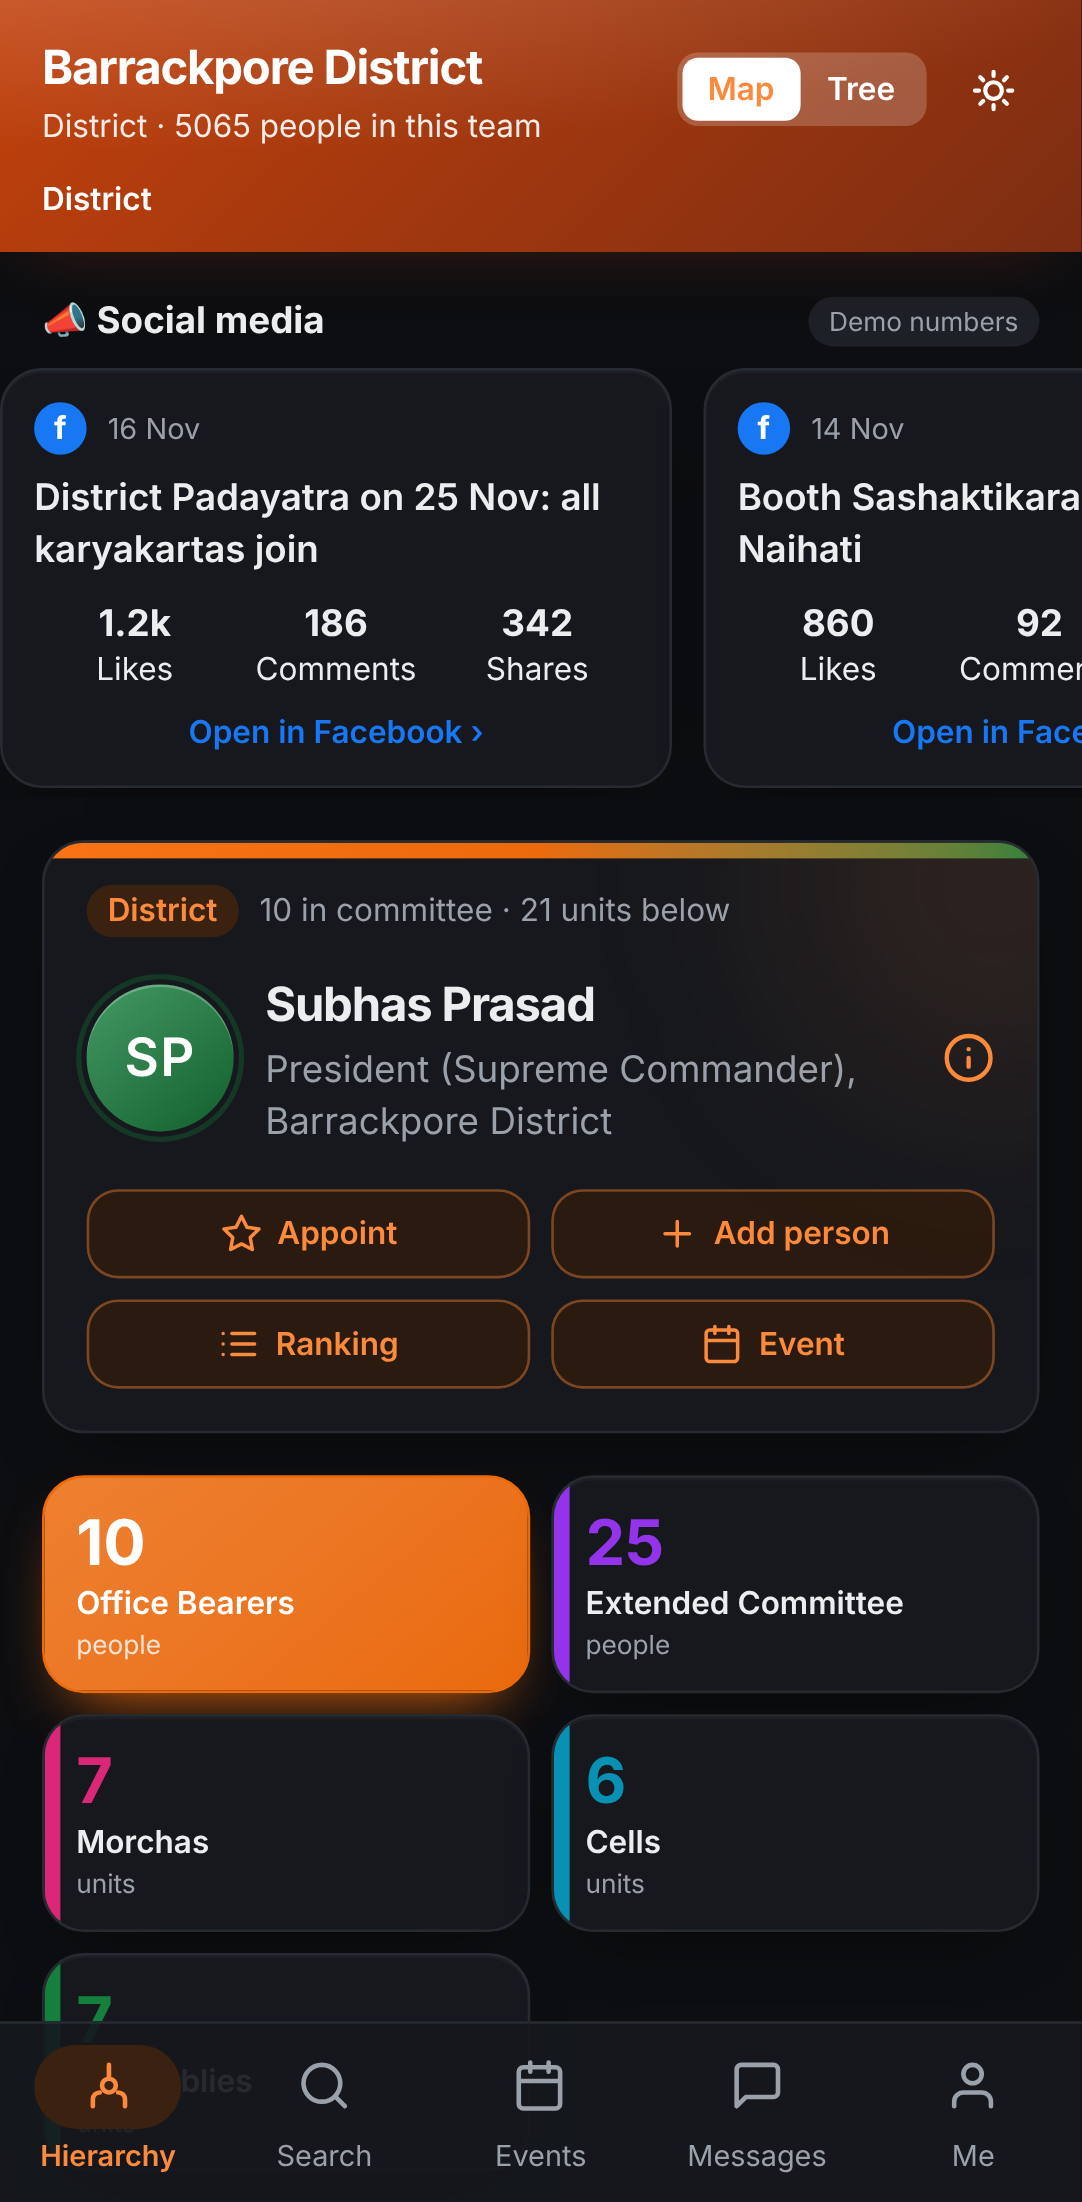 Barrackpore District
District · 5065 people in this team
Map
Tree
District
📣 Social media
Demo numbers
f
16 Nov
District Padayatra on 25 Nov: all
karyakartas join
1.2k
186
342
Likes
Comments
Shares
Open in Facebook ›
f
14 Nov
Booth Sashaktikara
Naihati
860
92
Likes
Commen
Open in Face
District
10 in committee · 21 units below
SP
Subhas Prasad
President (Supreme Commander),
Barrackpore District
Appoint
Add person
Ranking
Event
10
Office Bearers
people
25
Extended Committee
people
7
Morchas
units
6
Cells
units
7
blies
units
Hierarchy
Search
Events
Messages
Me